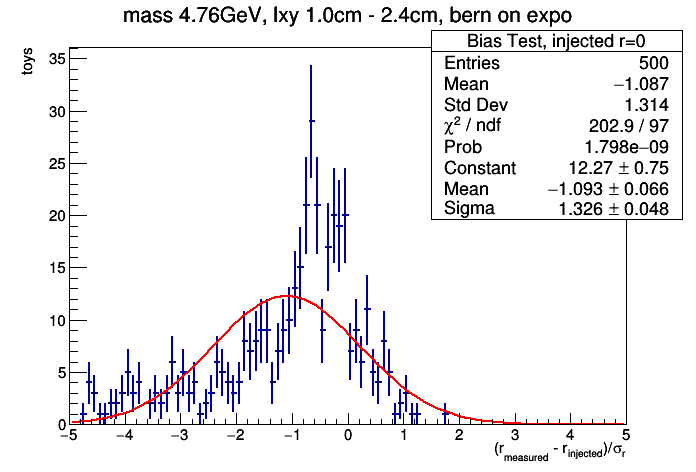 mass 4.76GeV, lxy 1.0cm - 2.4cm, bern on expo
Bias Test, injected r=0
Entries 500
Mean −1.087
Std Dev 1.314
χ² / ndf 202.9 / 97
Prob 1.798e−09
Constant 12.27 ± 0.75
Mean −1.093 ± 0.066
Sigma 1.326 ± 0.048
toys
35
30
25
20
15
10
5
0
−5 −4 −3 −2 −1 0 1 2 3 4 5
(r_measured - r_injected)/σ_r